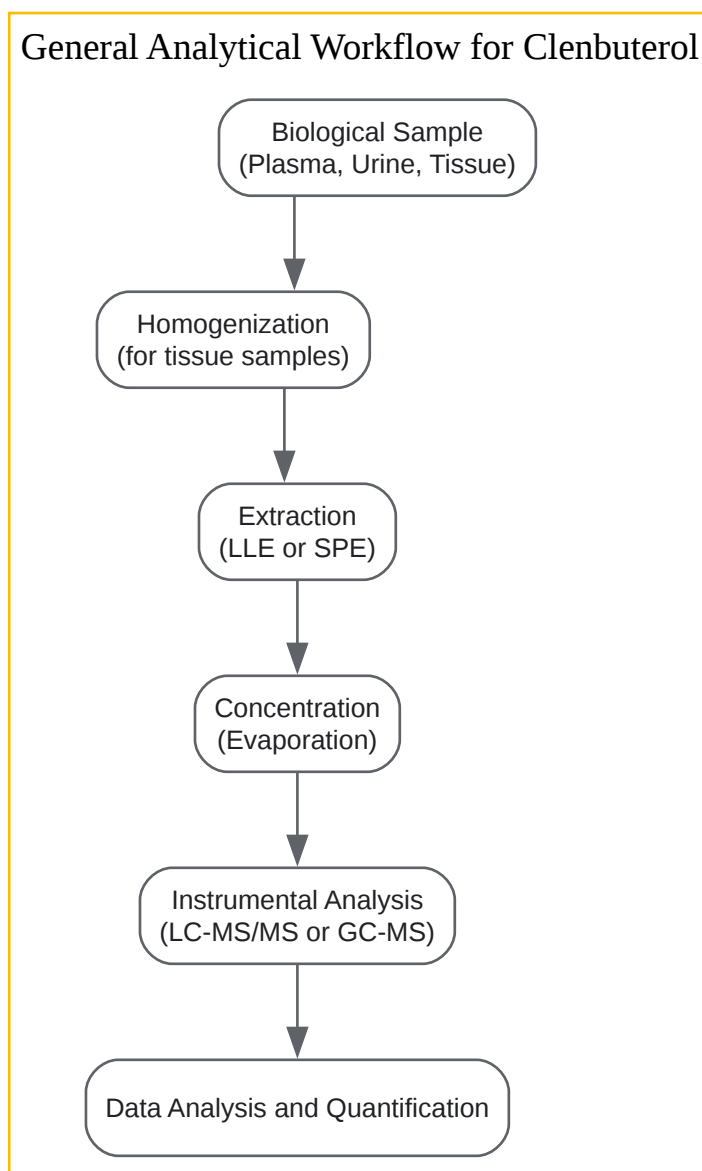 General Analytical Workflow for Clenbuterol
Biological Sample
(Plasma, Urine, Tissue)
Homogenization
(for tissue samples)
Extraction
(LLE or SPE)
Concentration
(Evaporation)
Instrumental Analysis
(LC-MS/MS or GC-MS)
Data Analysis and Quantification